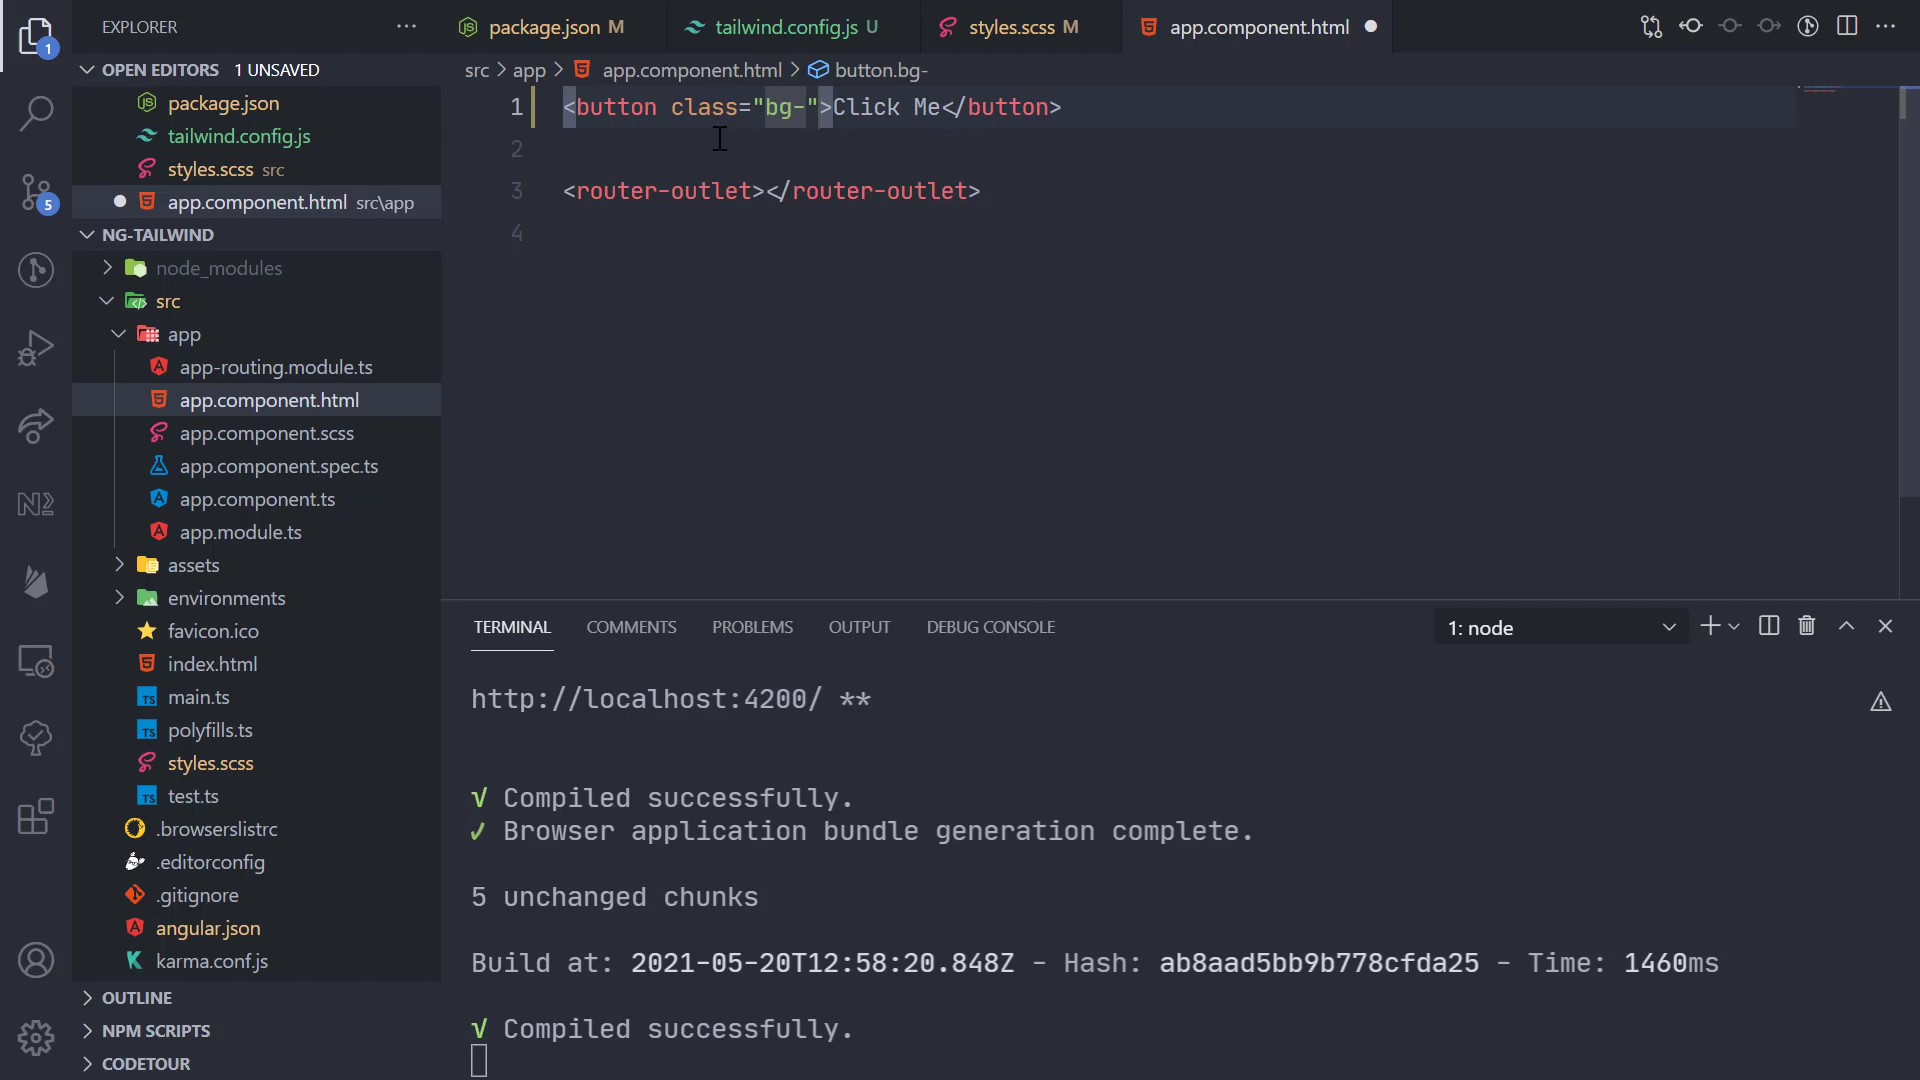 EXPLORER
OPEN EDITORS 1 UNSAVED
package.json
tailwind.config.js
styles.scss src
app.component.html src\app
NG-TAILWIND
node_modules
src
app
app-routing.module.ts
app.component.html
app.component.scss
app.component.spec.ts
app.component.ts
app.module.ts
assets
environments
favicon.ico
index.html
main.ts
polyfills.ts
styles.scss
test.ts
.browserslistrc
.editorconfig
.gitignore
angular.json
karma.conf.js
OUTLINE
NPM SCRIPTS
CODETOUR
1
5
package.json M tailwind.config.js U styles.scss M app.component.html
src > app > app.component.html > button.bg-
1 <button class="bg-">Click Me</button>
2
3 <router-outlet></router-outlet>
4
TERMINAL COMMENTS PROBLEMS OUTPUT DEBUG CONSOLE 1: node
http://localhost:4200/ **
√ Compiled successfully.
✓ Browser application bundle generation complete.
5 unchanged chunks
Build at: 2021-05-20T12:58:20.848Z - Hash: ab8aad5bb9b778cfda25 - Time: 1460ms
√ Compiled successfully.